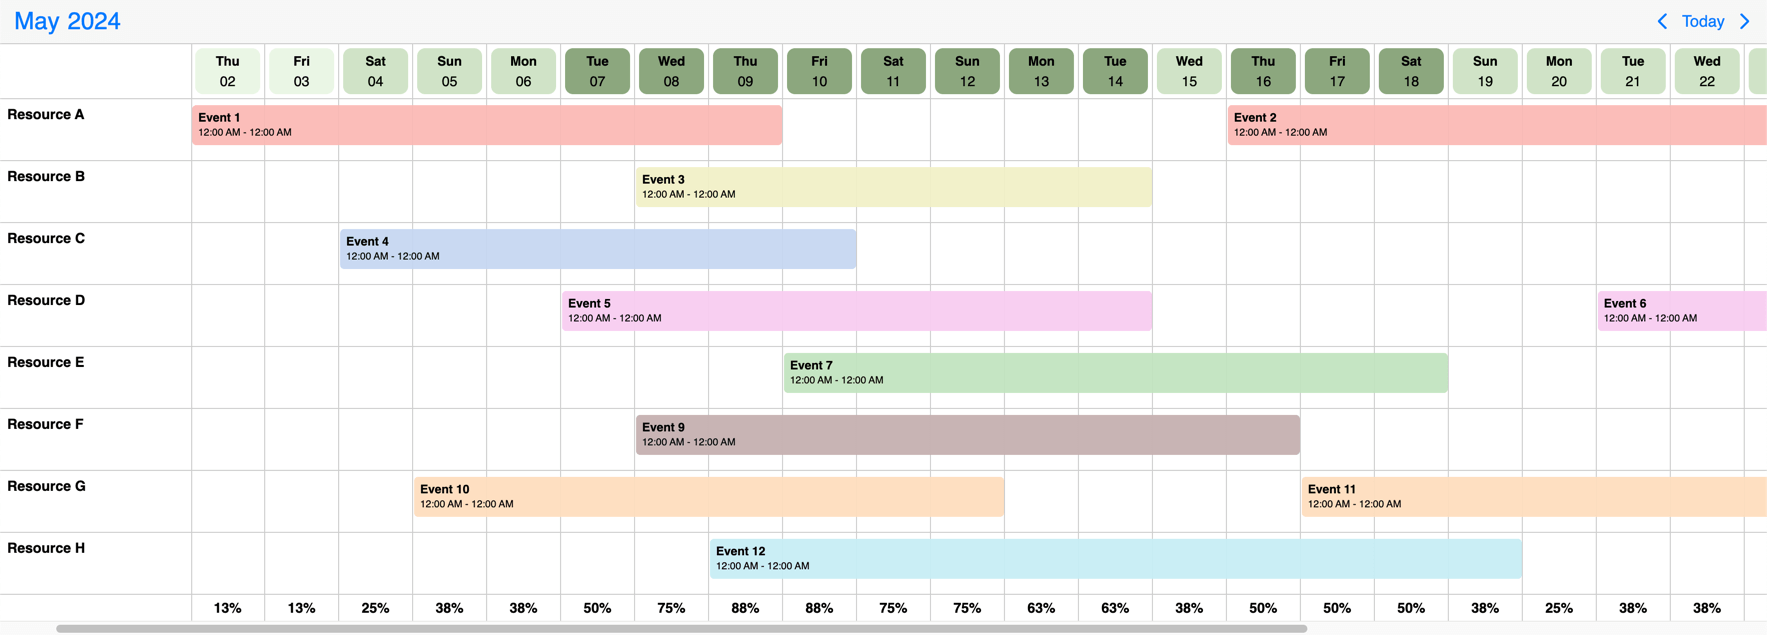 May 2024
Today
Thu Fri Sat Sun Mon Tue Wed Thu Fri Sat Sun Mon Tue Wed Thu Fri Sat Sun Mon Tue Wed
02 03 04 05 06 07 08 09 10 11 12 13 14 15 16 17 18 19 20 21 22
Resource A
Event 1
12:00 AM - 12:00 AM
Event 2
12:00 AM - 12:00 AM
Resource B
Event 3
12:00 AM - 12:00 AM
Resource C
Event 4
12:00 AM - 12:00 AM
Resource D
Event 5
12:00 AM - 12:00 AM
Event 6
12:00 AM - 12:00 AM
Resource E
Event 7
12:00 AM - 12:00 AM
Resource F
Event 9
12:00 AM - 12:00 AM
Resource G
Event 10
12:00 AM - 12:00 AM
Event 11
12:00 AM - 12:00 AM
Resource H
Event 12
12:00 AM - 12:00 AM
13% 13% 25% 38% 38% 50% 75% 88% 88% 75% 75% 63% 63% 38% 50% 50% 50% 38% 25% 38% 38%